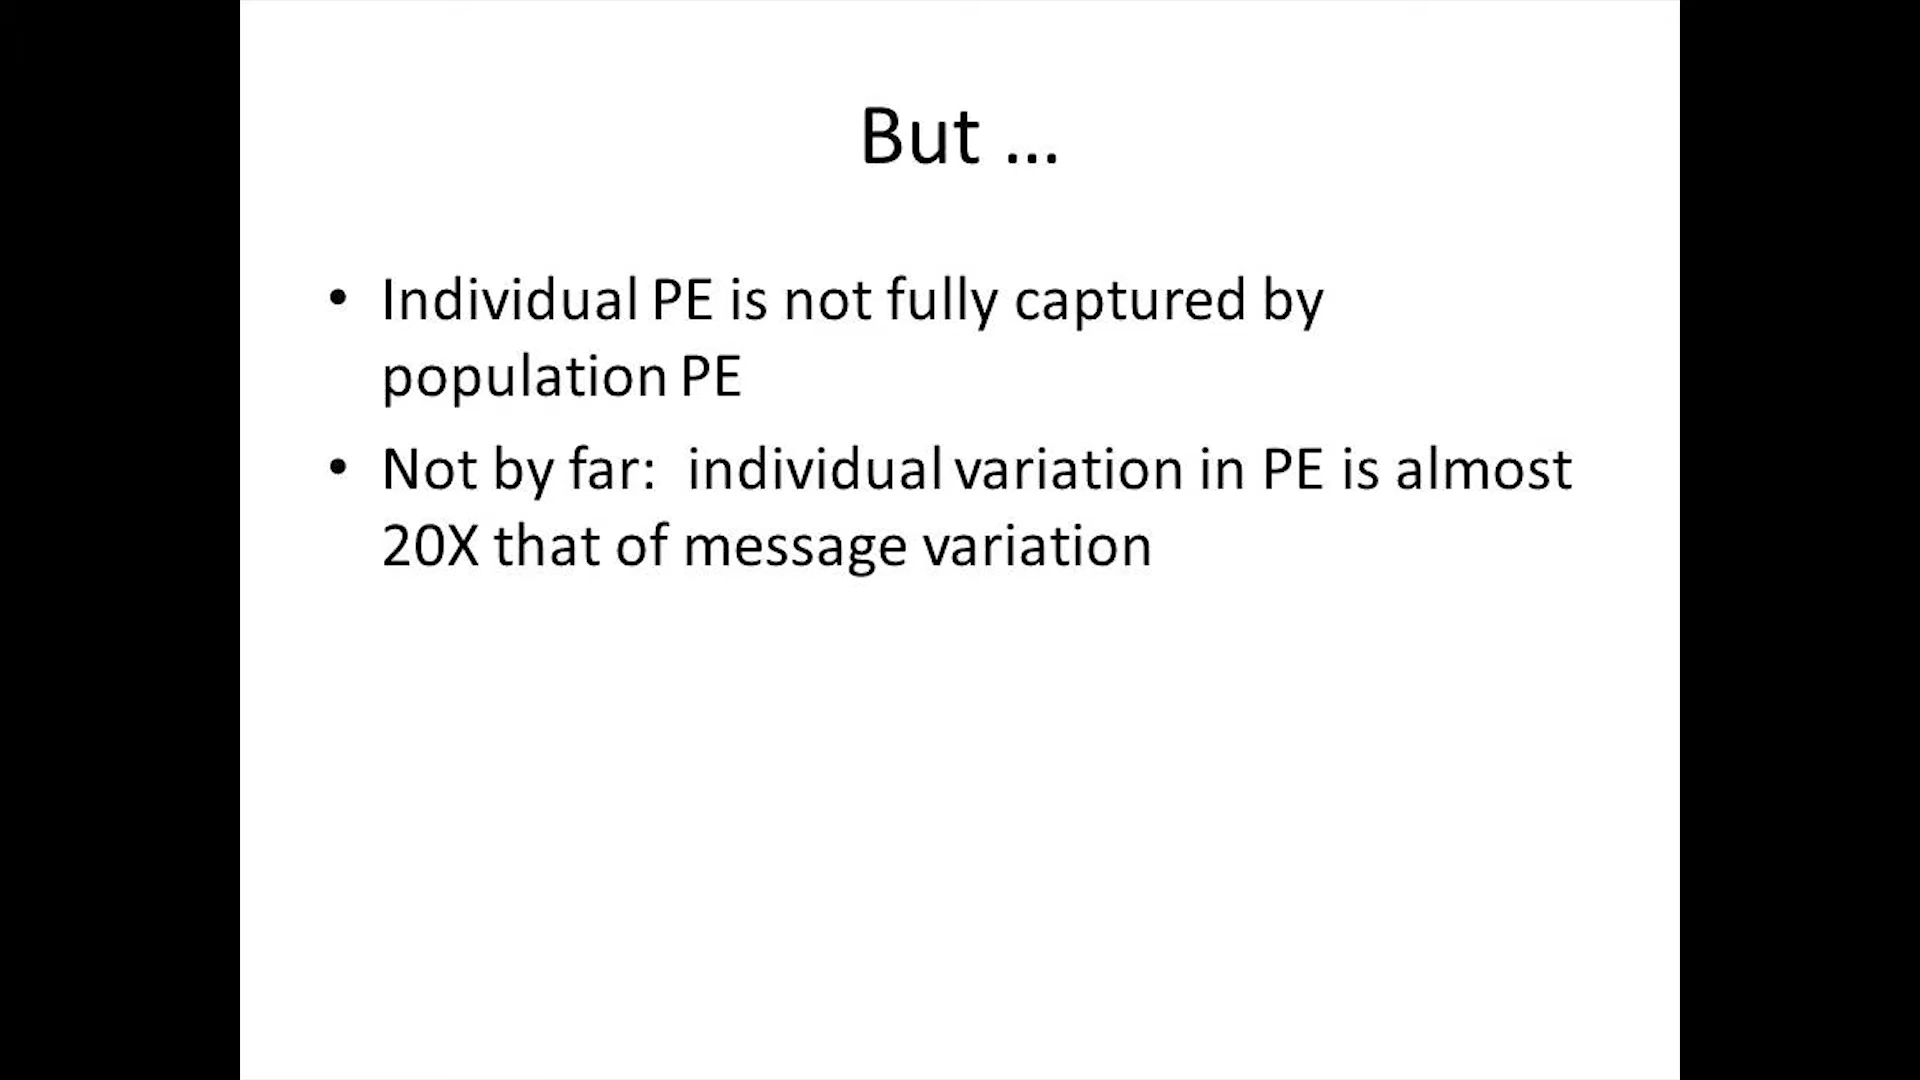 But …
• Individual PE is not fully captured by
population PE
• Not by far:  individual variation in PE is almost
20X that of message variation